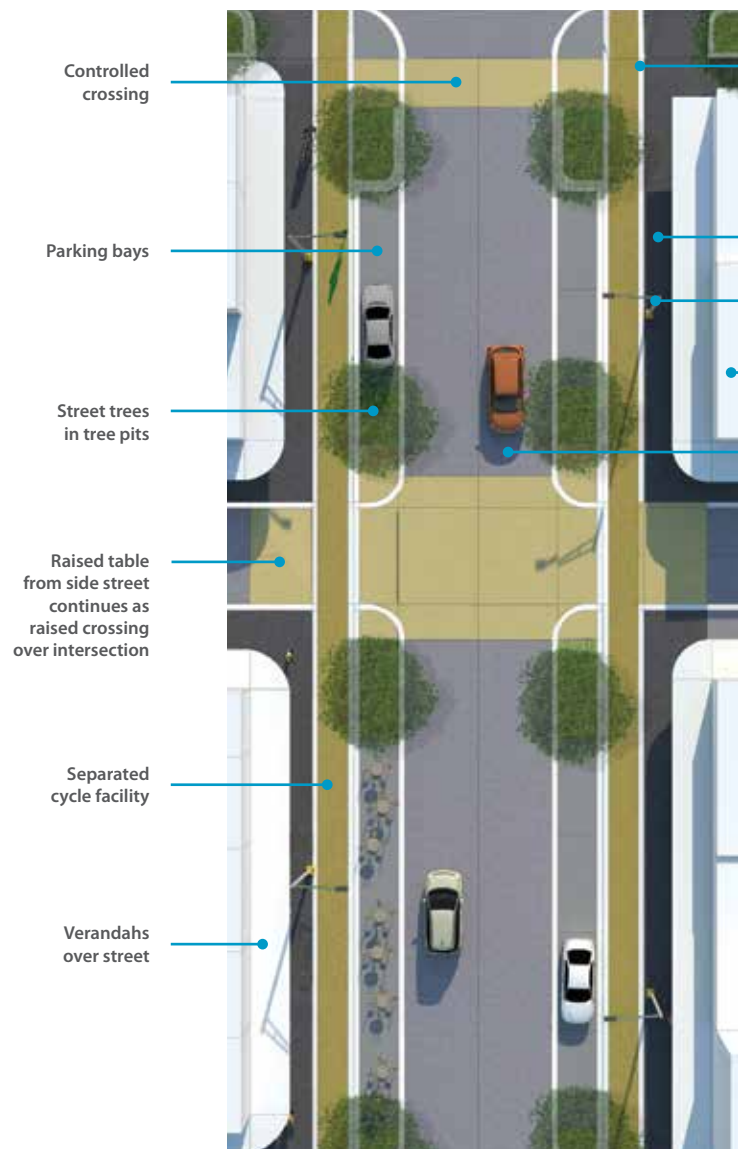 Controlled
crossing
Parking bays
Street trees
in tree pits
Raised table
from side street
continues as
raised crossing
over intersection
Separated
cycle facility
Verandahs
over street